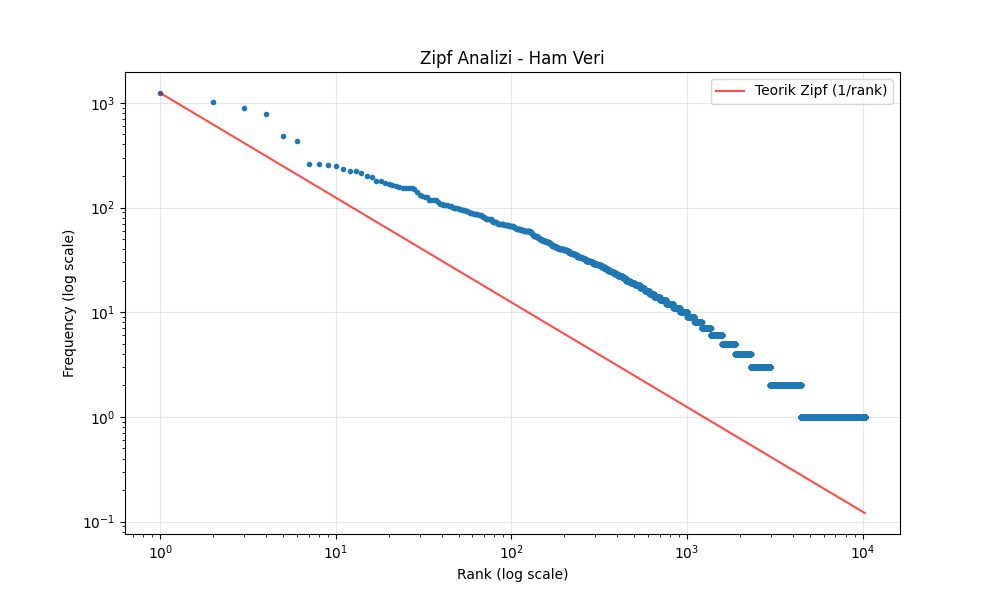 Zipf Analizi - Ham Veri
Teorik Zipf (1/rank)
Frequency (log scale)
10³
10²
10¹
10⁰
10⁻¹
10⁰ 10¹ 10² 10³ 10⁴
Rank (log scale)